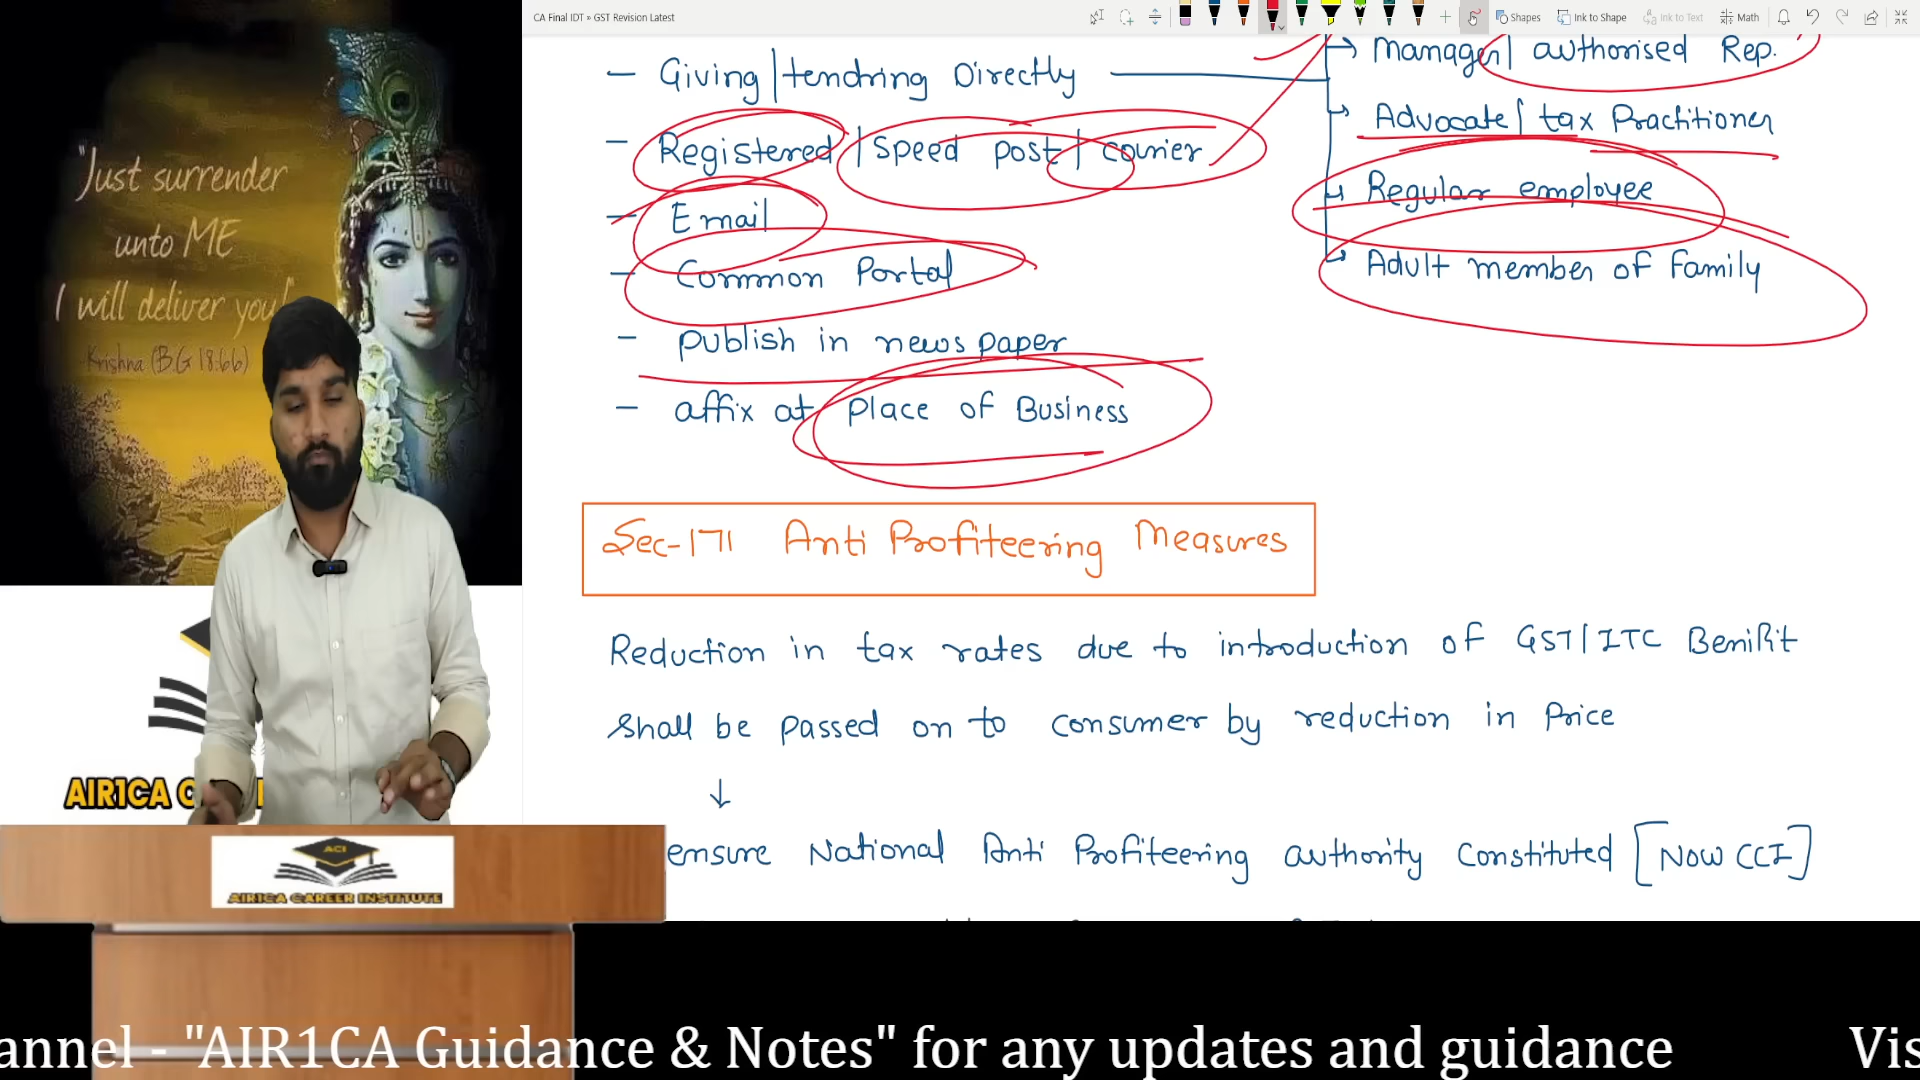 CA Final IDT » GST Revision Latest
Shapes
Ink to Shape
Ink to Text
Math
"Just surrender
unto ME
I will deliver you!"
Krishna (B.G 18.66)
→ Manager/ authorised Rep.
– Giving/tendring Directly
→ Advocate/ tax Practitioner
– Registered /Speed post/ courier
→ Regular employee
– Email
→ Adult member of Family
– Common Portal
– Publish in news paper
– affix at Place of Business
Sec-171 Anti Profiteering Measures
Reduction in tax rates due to introduction of GST/ITC Benifit
Shall be passed on to consumer by reduction in Price
↓
ensure National Anti Profiteering authority Constituted [Now CCI]
AIR1CA C
ACI
AIR1CA CAREER INSTITUTE
annel - "AIR1CA Guidance & Notes" for any updates and guidance Vis